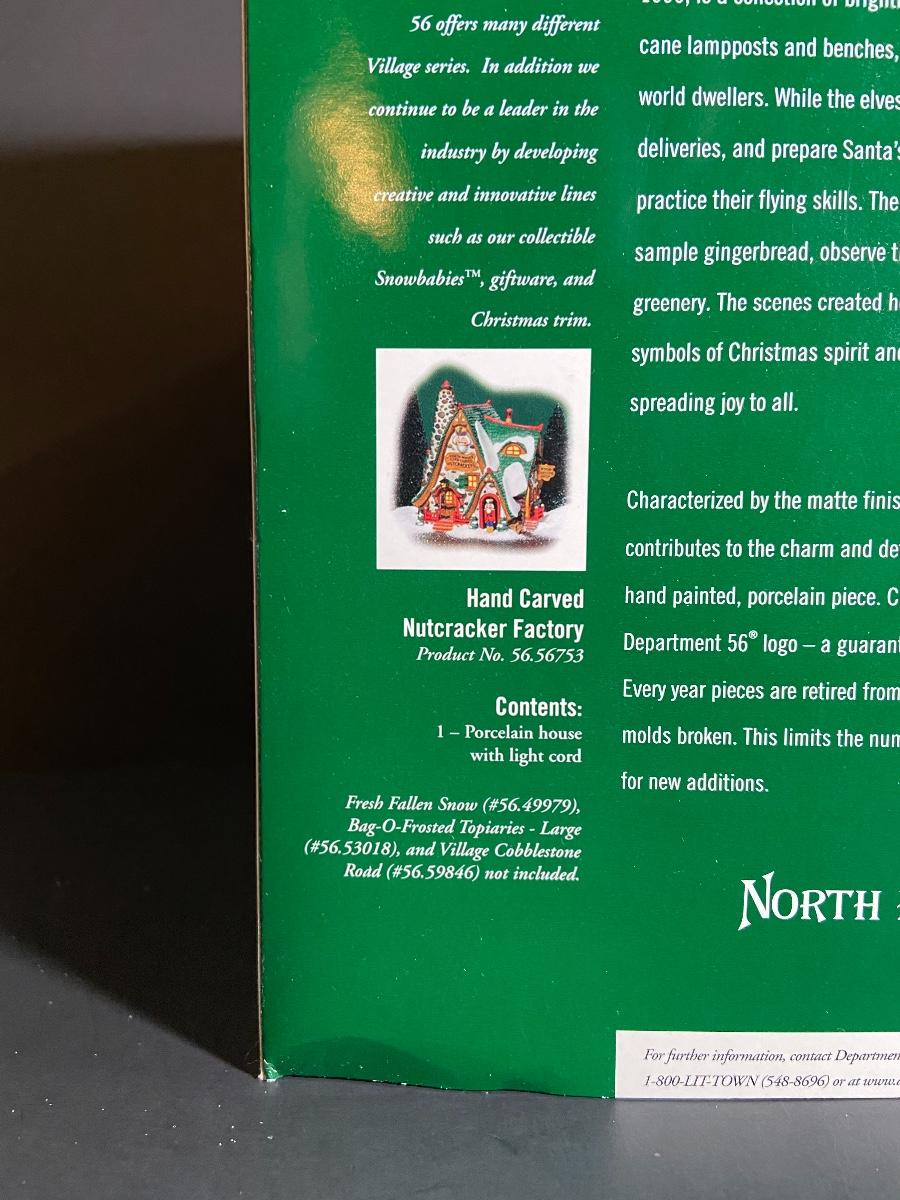 56 offers many different
Village series. In addition we
continue to be a leader in the
industry by developing
creative and innovative lines
such as our collectible
Snowbabies™, giftware, and
Christmas trim.
Hand Carved
Nutcracker Factory
Product No. 56.56753
Contents:
1 – Porcelain house
with light cord
Fresh Fallen Snow (#56.49979),
Bag-O-Frosted Topiaries - Large
(#56.53018), and Village Cobblestone
Road (#56.59846) not included.
is a collection of
cane lampposts and benches,
world dwellers. While the elves
deliveries, and prepare Santa's
practice their flying skills. The
sample gingerbread, observe
greenery. The scenes created
symbols of Christmas spirit
spreading joy to all.
Characterized by the matte
contributes to the charm and
hand painted, porcelain piece.
Department 56® logo – a
Every year pieces are retired from
molds broken. This limits the
for new additions.
NORTH
For further information, contact
1-800-LIT-TOWN (548-8696) or at